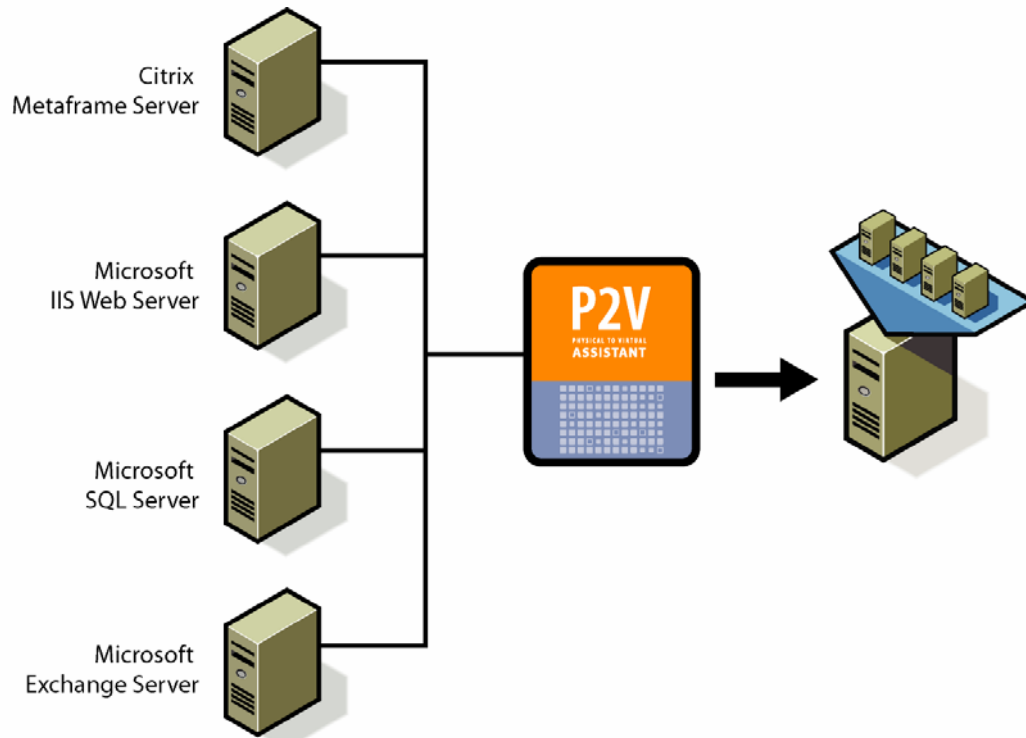 Citrix
Metaframe Server
Microsoft
IIS Web Server
P2V
PHYSICAL TO VIRTUAL
ASSISTANT
Microsoft
SQL Server
Microsoft
Exchange Server